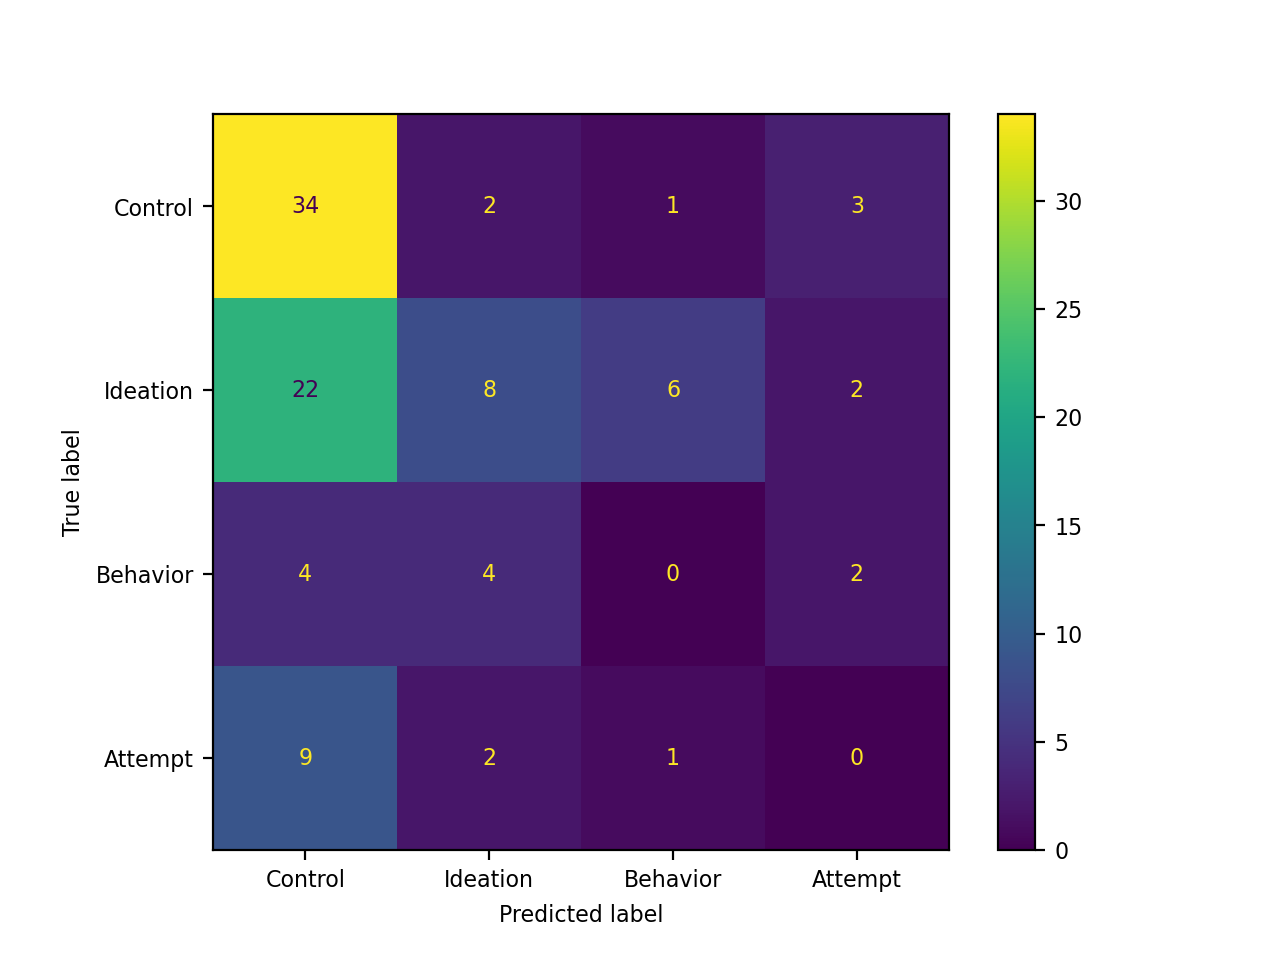 Control 34 2 1 3
Ideation 22 8 6 2
Behavior 4 4 0 2
Attempt 9 2 1 0
Control Ideation Behavior Attempt
Predicted label
True label
30
25
20
15
10
5
0